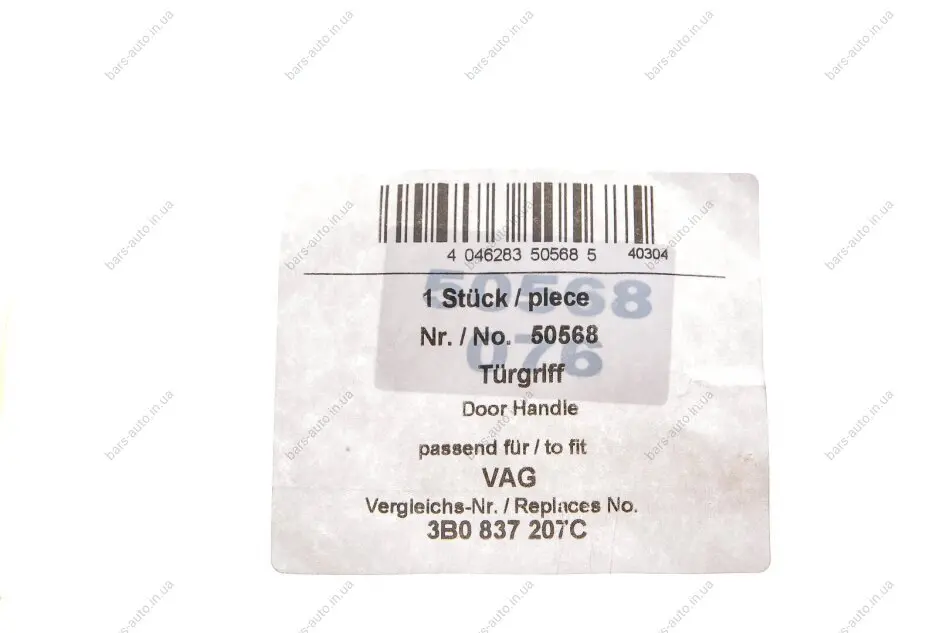 4 046283 50568 5 40304
1 Stück / piece
50568
Nr. / No. 50568
076
Türgriff
Door Handle
passend für / to fit
VAG
Vergleichs-Nr. / Replaces No.
3B0 837 207C
bars-auto.in.ua